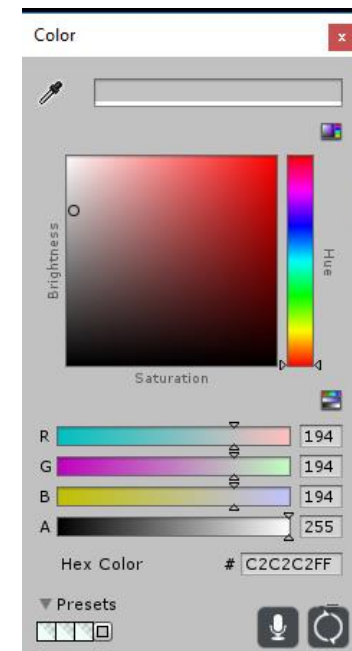 Color
x
Brightness
Hue
Saturation
R 194
G 194
B 194
A 255
Hex Color # C2C2C2FF
Presets